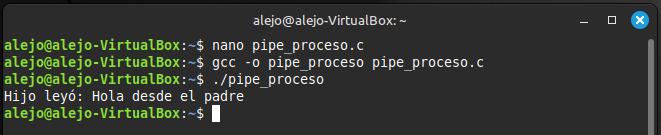 alejo@alejo-VirtualBox: ~
alejo@alejo-VirtualBox:~$ nano pipe_proceso.c
alejo@alejo-VirtualBox:~$ gcc -o pipe_proceso pipe_proceso.c
alejo@alejo-VirtualBox:~$ ./pipe_proceso
Hijo leyó: Hola desde el padre
alejo@alejo-VirtualBox:~$